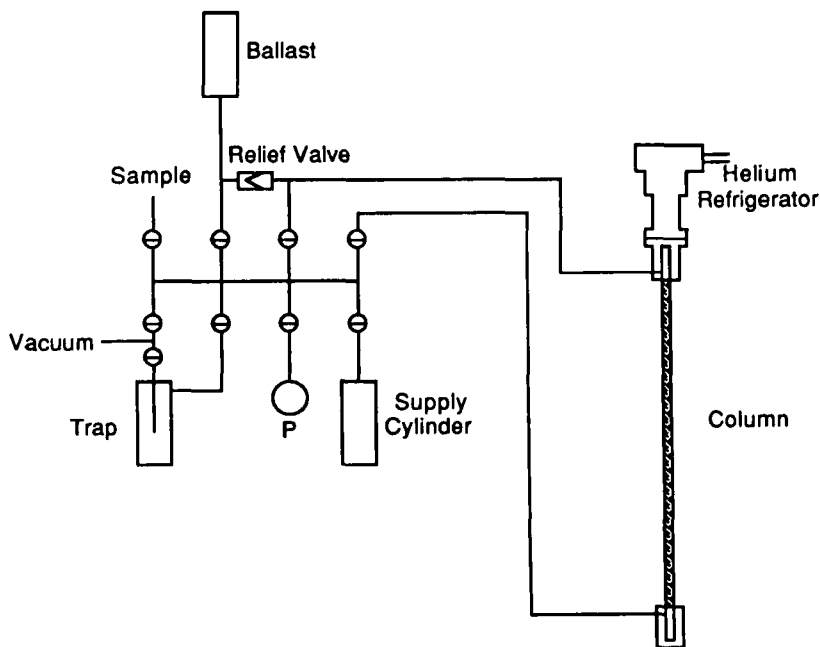 Ballast
Relief Valve
Sample
Helium
Refrigerator
Vacuum
Trap
P
Supply
Cylinder
Column